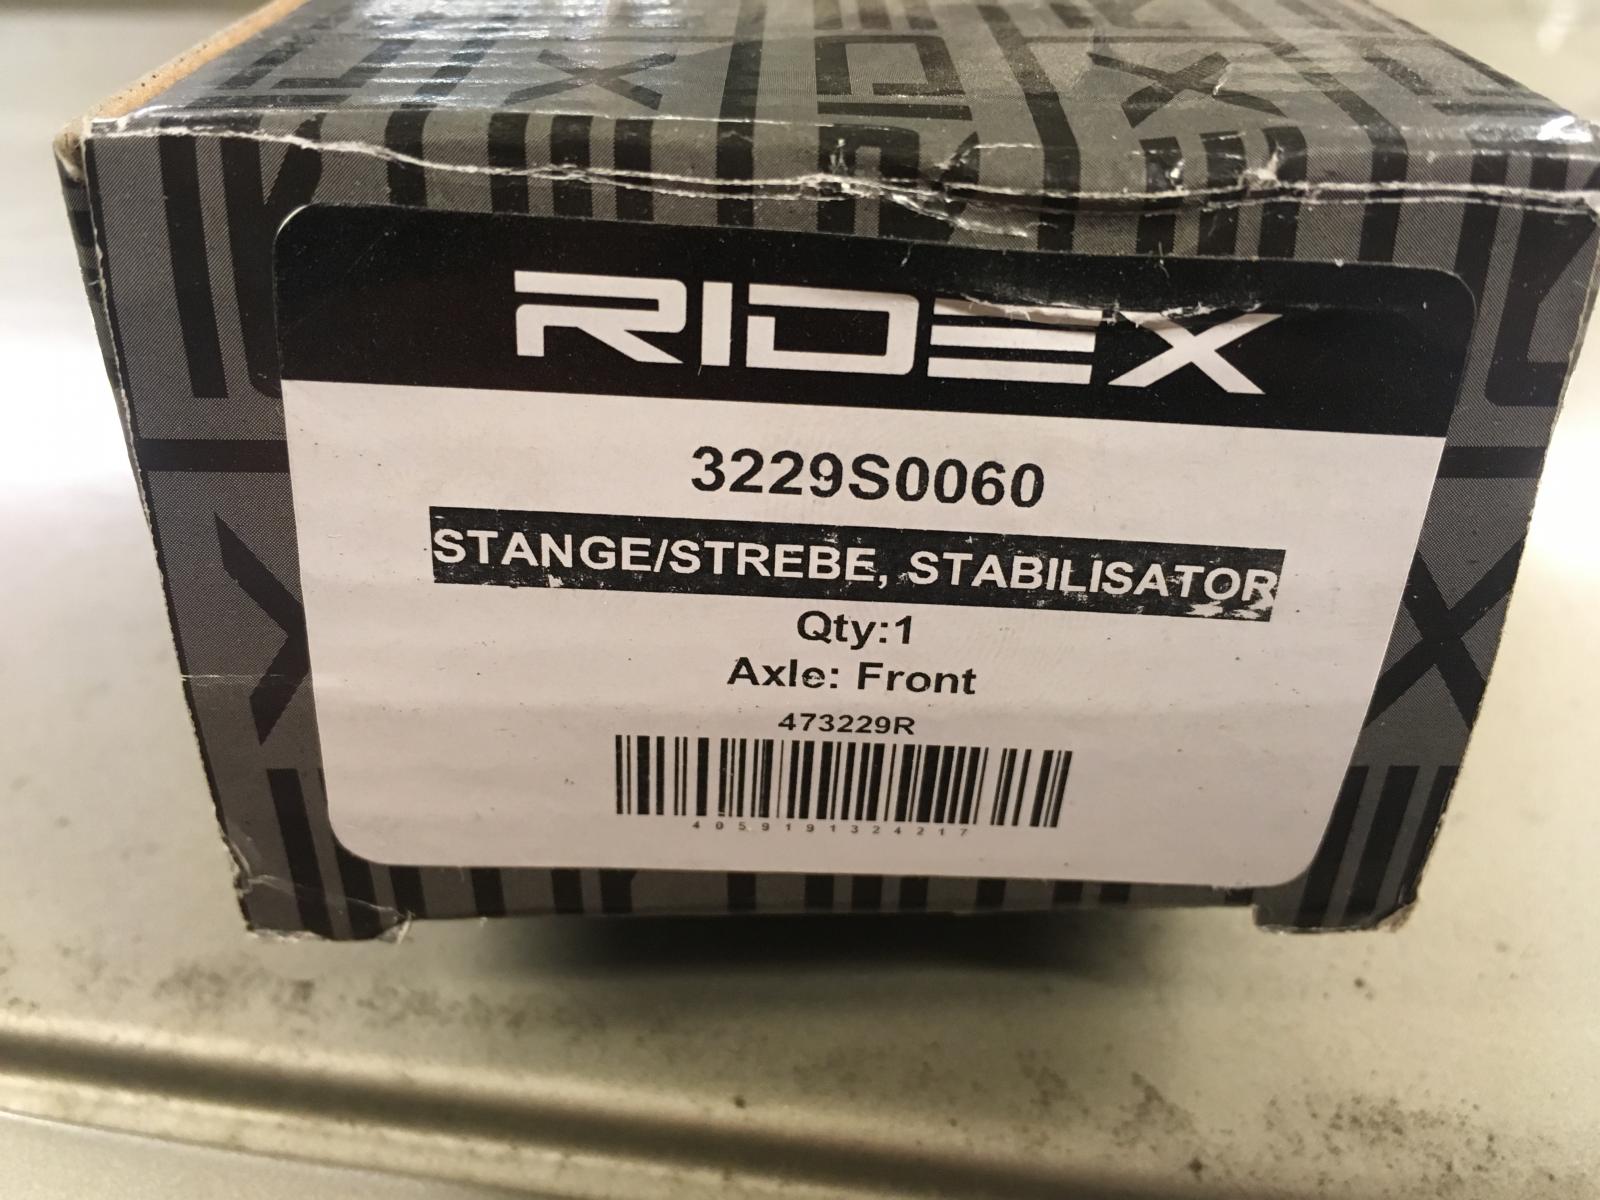 RIDEX
3229S0060
STANGE/STREBE, STABILISATOR
Qty:1
Axle: Front
473229R
4059191324217